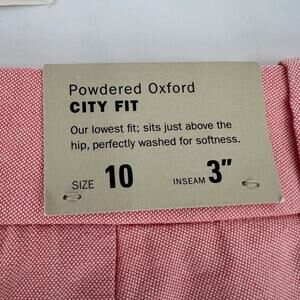 Powdered Oxford
CITY FIT
Our lowest fit; sits just above the
hip, perfectly washed for softness.
SIZE 10 INSEAM 3"